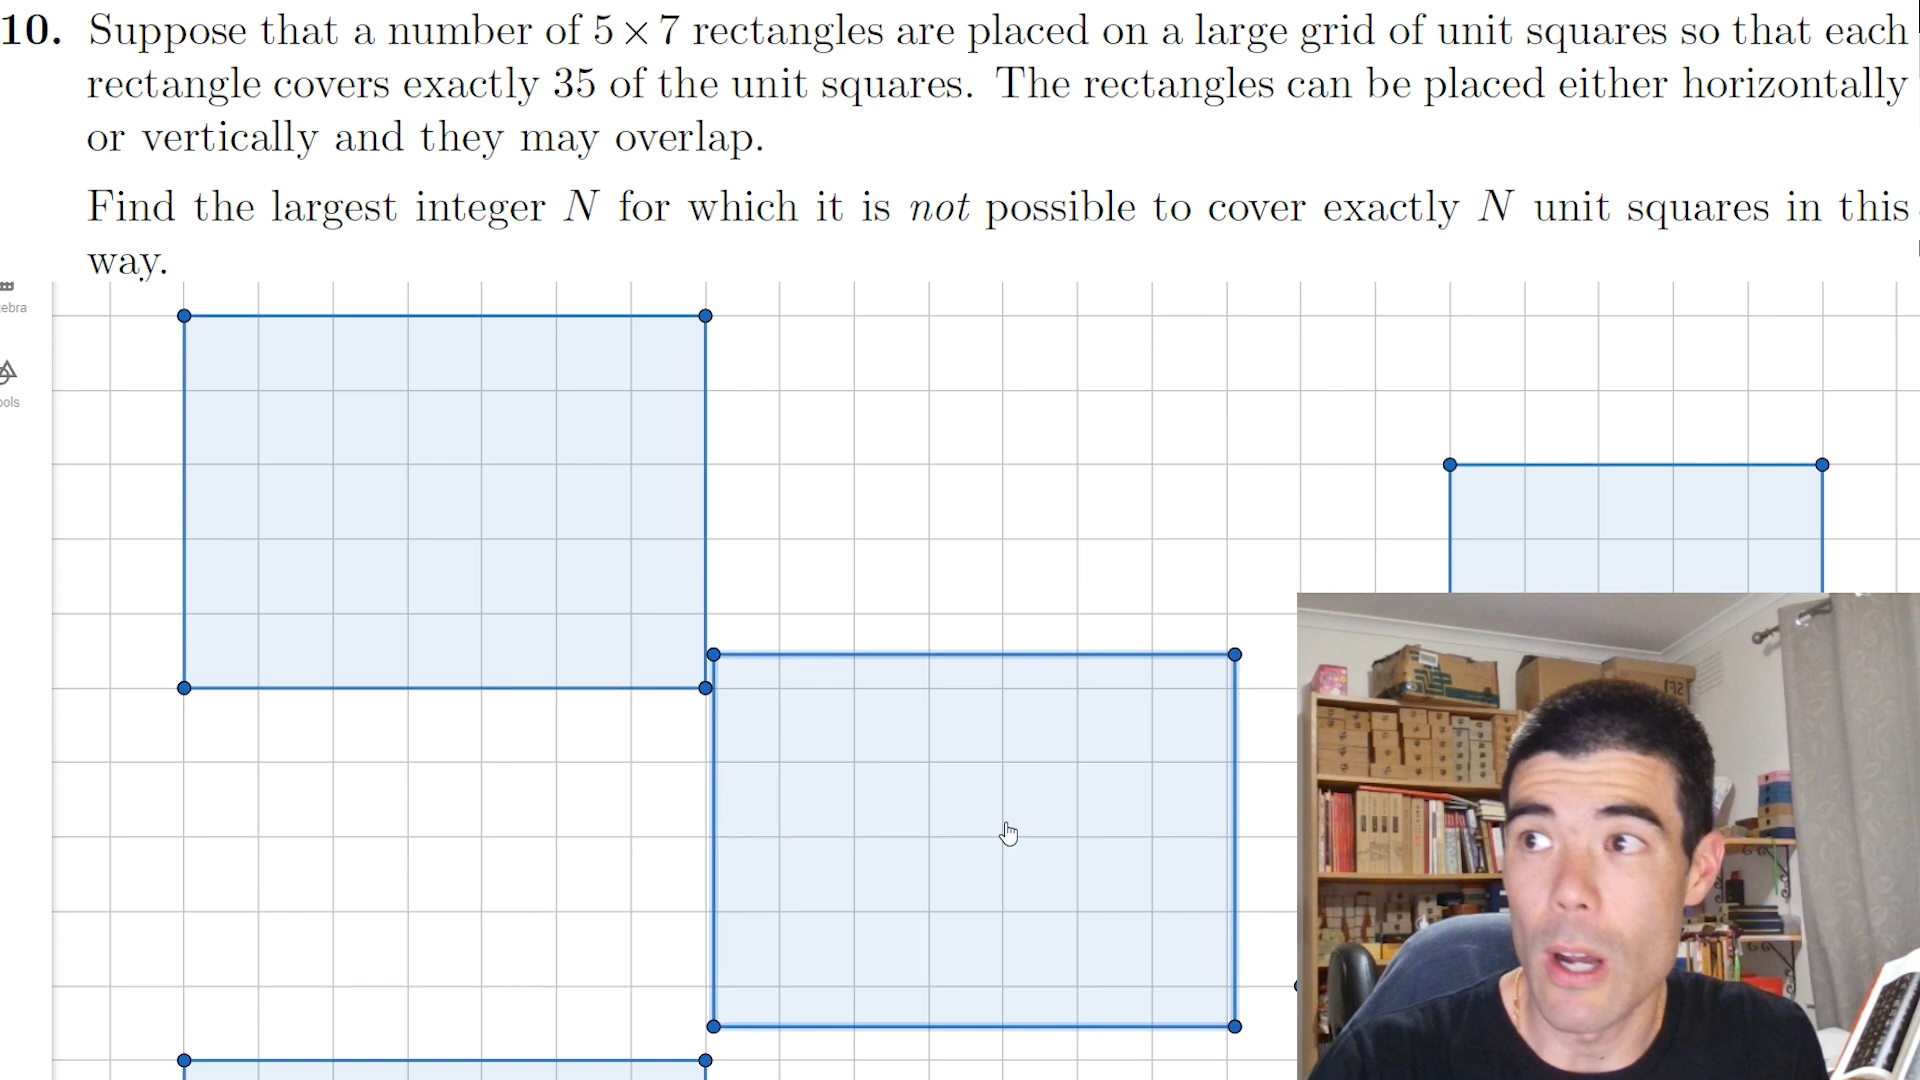 10. Suppose that a number of 5 × 7 rectangles are placed on a large grid of unit squares so that each
rectangle covers exactly 35 of the unit squares. The rectangles can be placed either horizontally
or vertically and they may overlap.
Find the largest integer N for which it is not possible to cover exactly N unit squares in this
way.
ebra
ools